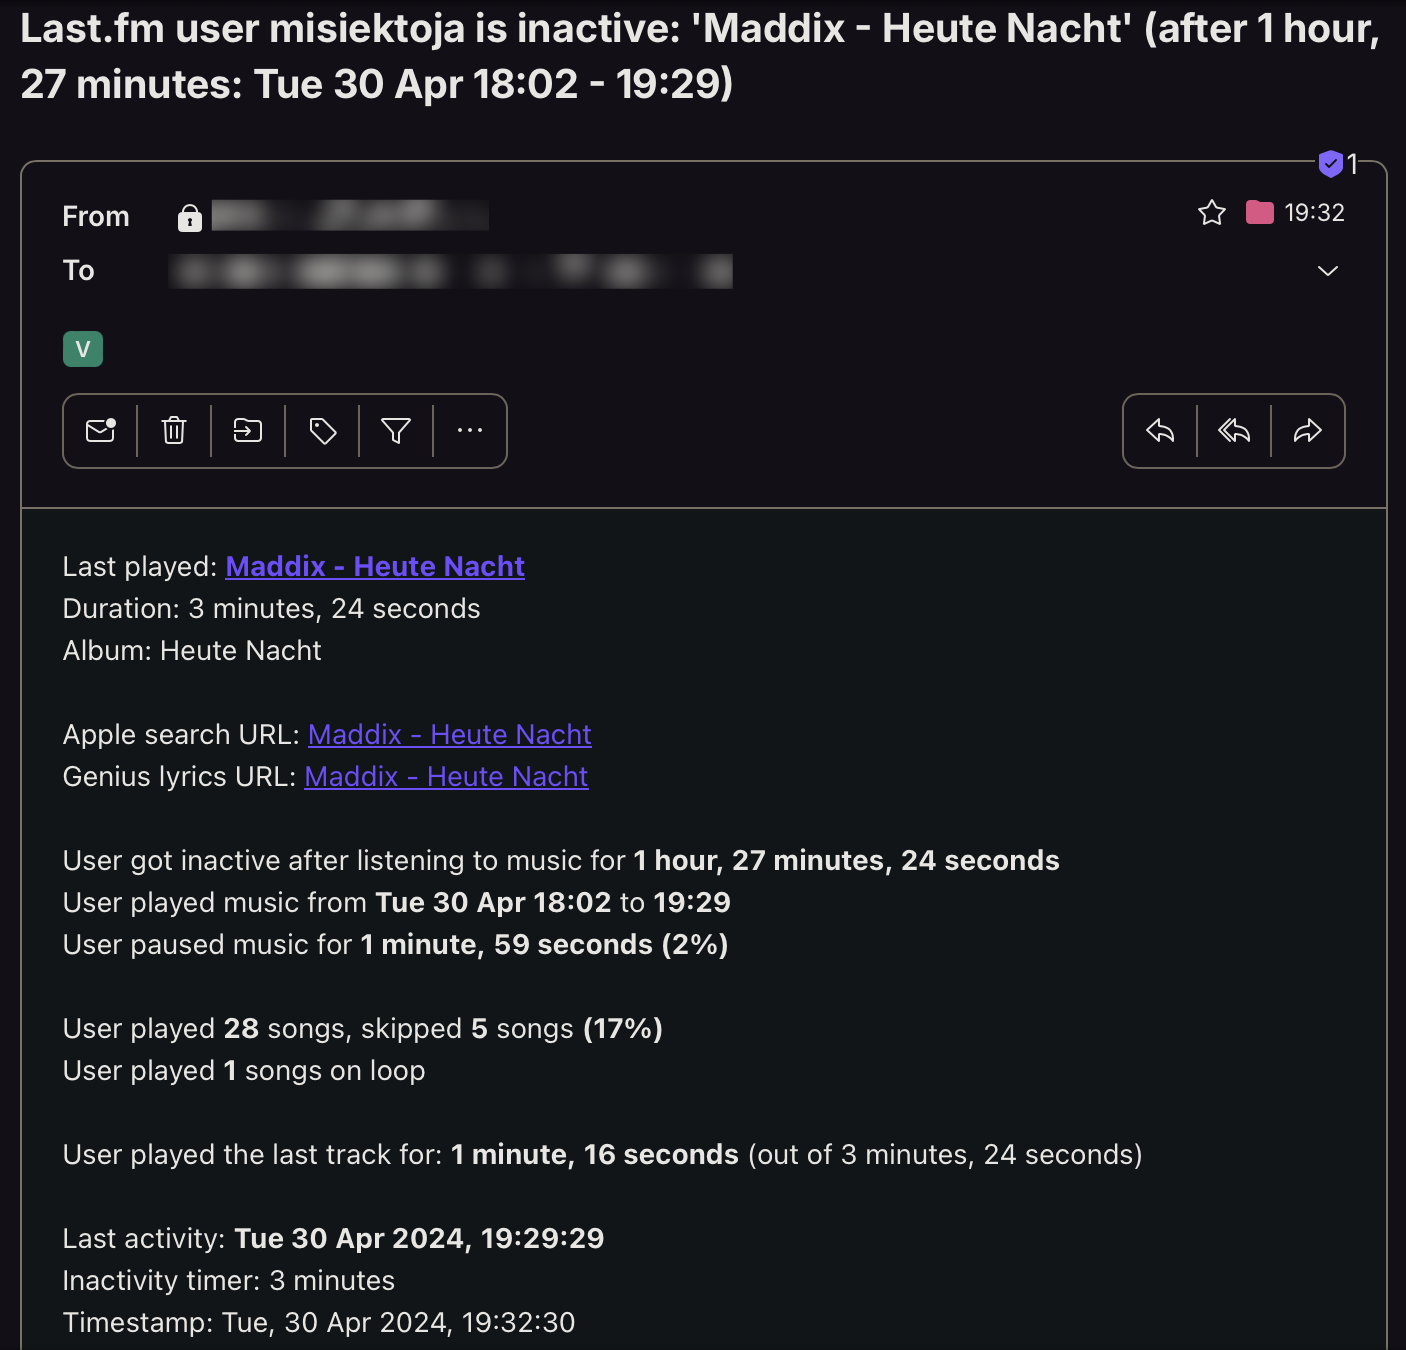 Last.fm user misiektoja is inactive: 'Maddix - Heute Nacht' (after 1 hour,
27 minutes: Tue 30 Apr 18:02 - 19:29)
1
From
19:32
To
V
Last played: Maddix - Heute Nacht
Duration: 3 minutes, 24 seconds
Album: Heute Nacht
Apple search URL: Maddix - Heute Nacht
Genius lyrics URL: Maddix - Heute Nacht
User got inactive after listening to music for 1 hour, 27 minutes, 24 seconds
User played music from Tue 30 Apr 18:02 to 19:29
User paused music for 1 minute, 59 seconds (2%)
User played 28 songs, skipped 5 songs (17%)
User played 1 songs on loop
User played the last track for: 1 minute, 16 seconds (out of 3 minutes, 24 seconds)
Last activity: Tue 30 Apr 2024, 19:29:29
Inactivity timer: 3 minutes
Timestamp: Tue, 30 Apr 2024, 19:32:30